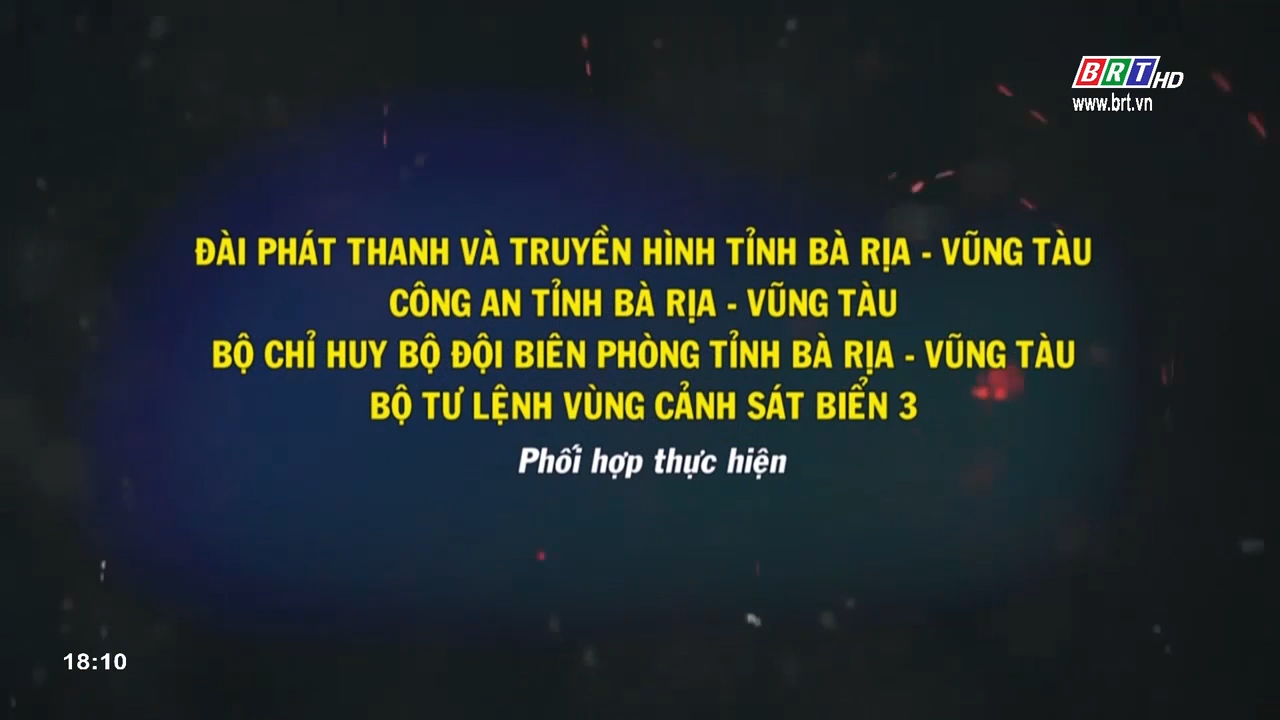 BRT HD
www.brt.vn
ĐÀI PHÁT THANH VÀ TRUYỀN HÌNH TỈNH BÀ RỊA - VŨNG TÀU
CÔNG AN TỈNH BÀ RỊA - VŨNG TÀU
BỘ CHỈ HUY BỘ ĐỘI BIÊN PHÒNG TỈNH BÀ RỊA - VŨNG TÀU
BỘ TƯ LỆNH VÙNG CẢNH SÁT BIỂN 3
Phối hợp thực hiện
18:10